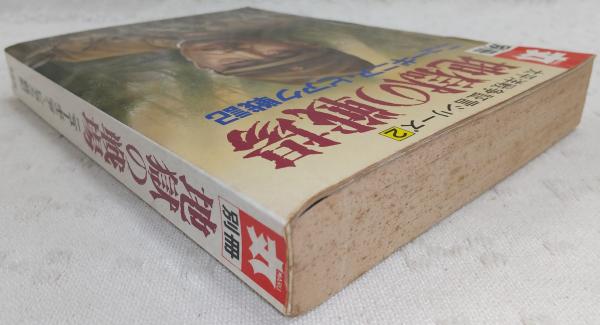 丸
別冊
太平洋戦争証言シリーズ2
地獄の戦場
ニューギニア・ビアク戦記
丸
MARU
別冊
地獄の戦場